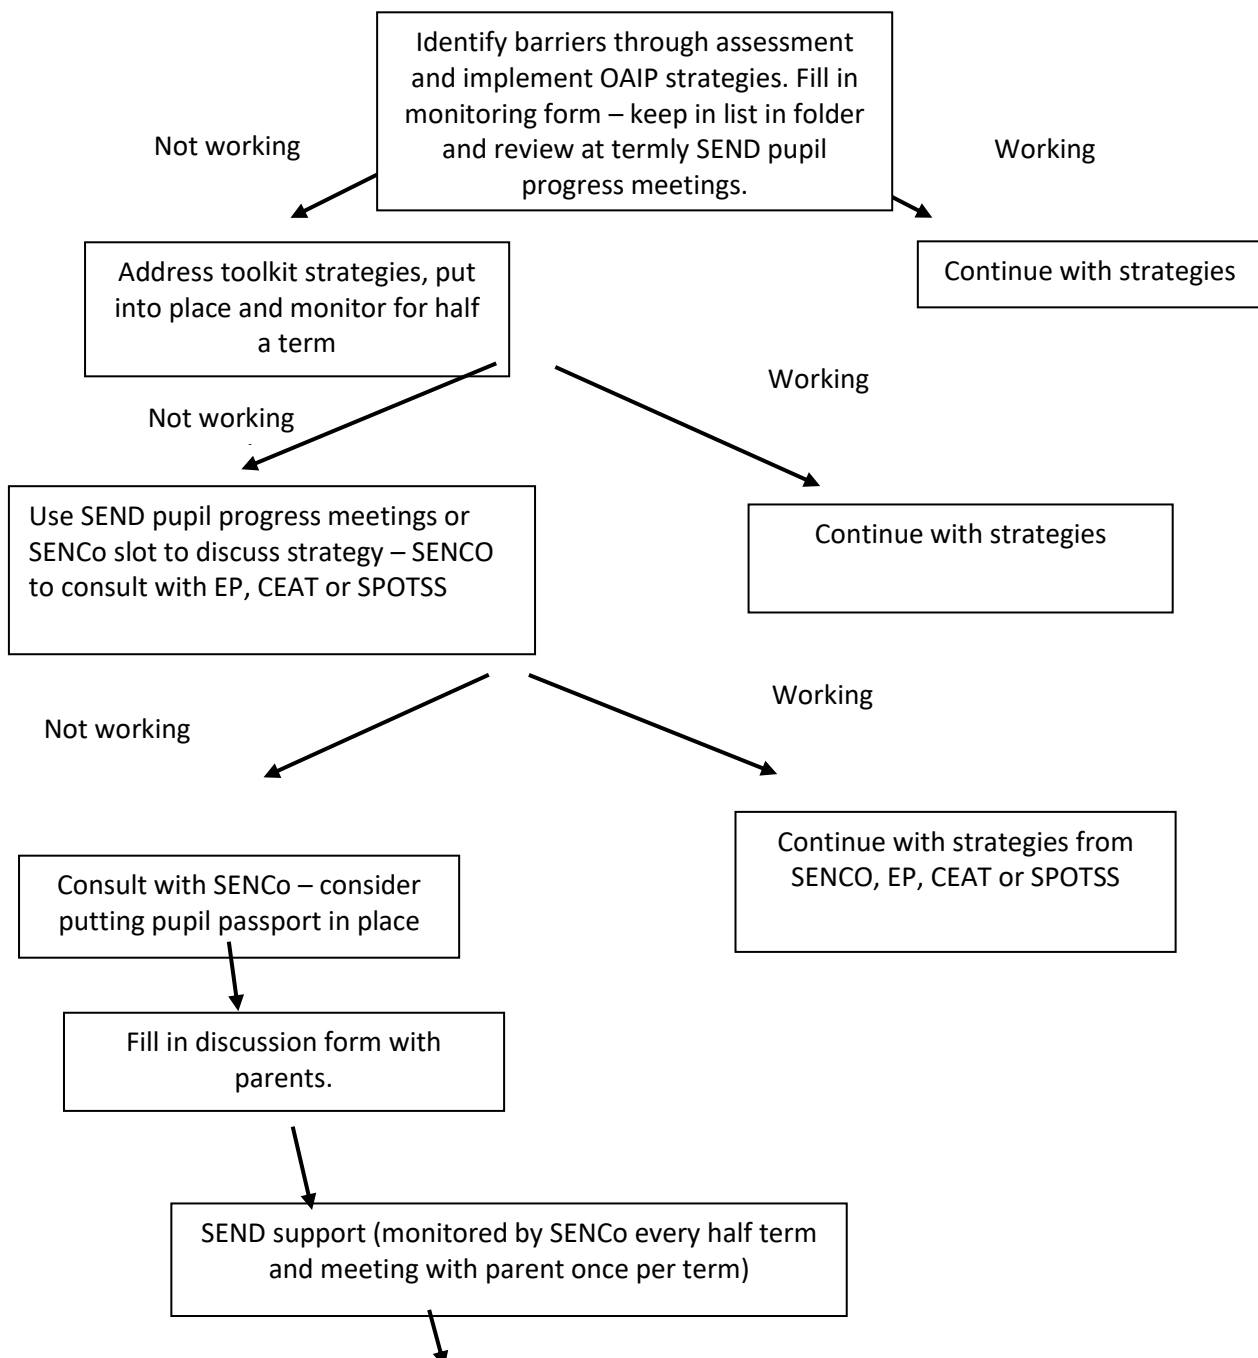 Identify barriers through assessment
and implement OAIP strategies. Fill in
monitoring form – keep in list in folder
and review at termly SEND pupil
progress meetings.
Not working
Working
Address toolkit strategies, put
into place and monitor for half
a term
Continue with strategies
Not working
Working
Use SEND pupil progress meetings or
SENCo slot to discuss strategy – SENCO
to consult with EP, CEAT or SPOTSS
Continue with strategies
Not working
Working
Consult with SENCo – consider
putting pupil passport in place
Continue with strategies from
SENCO, EP, CEAT or SPOTSS
Fill in discussion form with
parents.
SEND support (monitored by SENCo every half term
and meeting with parent once per term)